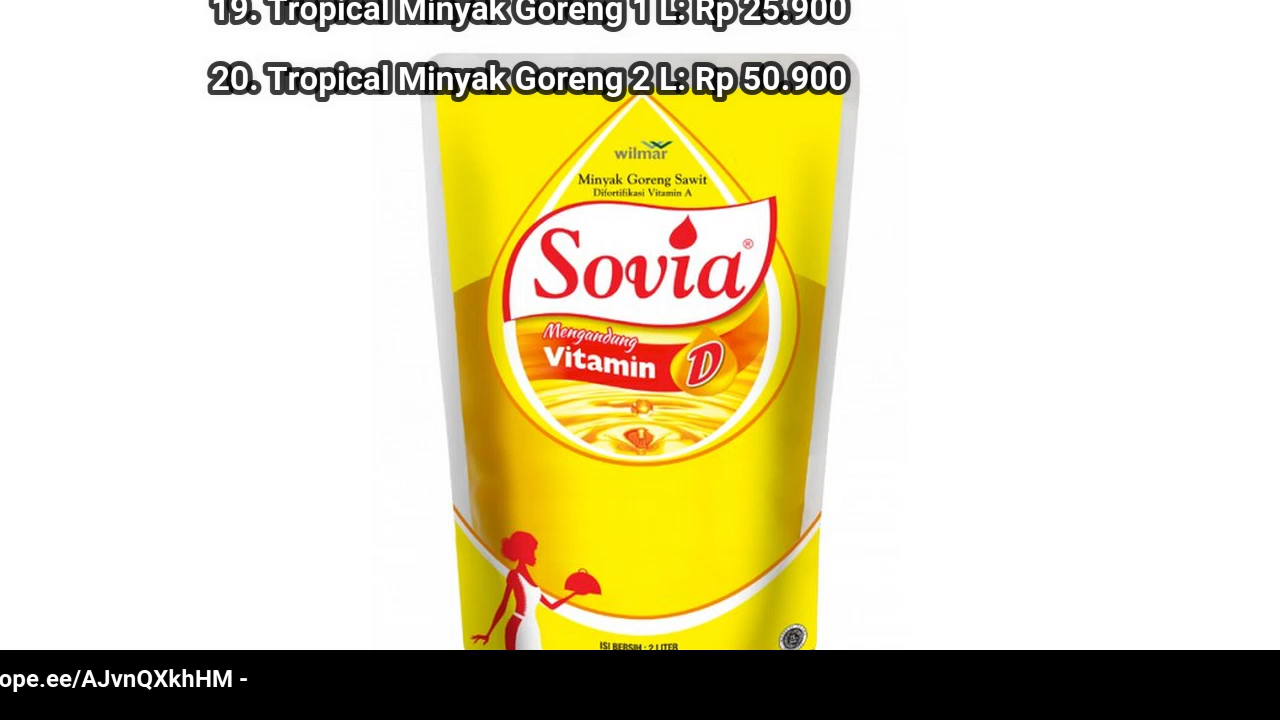 19. Tropical Minyak Goreng 1 L: Rp 25.900
20. Tropical Minyak Goreng 2 L: Rp 50.900
wilmar
Minyak Goreng Sawit
Difortifikasi Vitamin A
Sovia®
Mengandung
Vitamin D
ISI BERSIH : 2 LITER
ope.ee/AJvnQXkhHM -